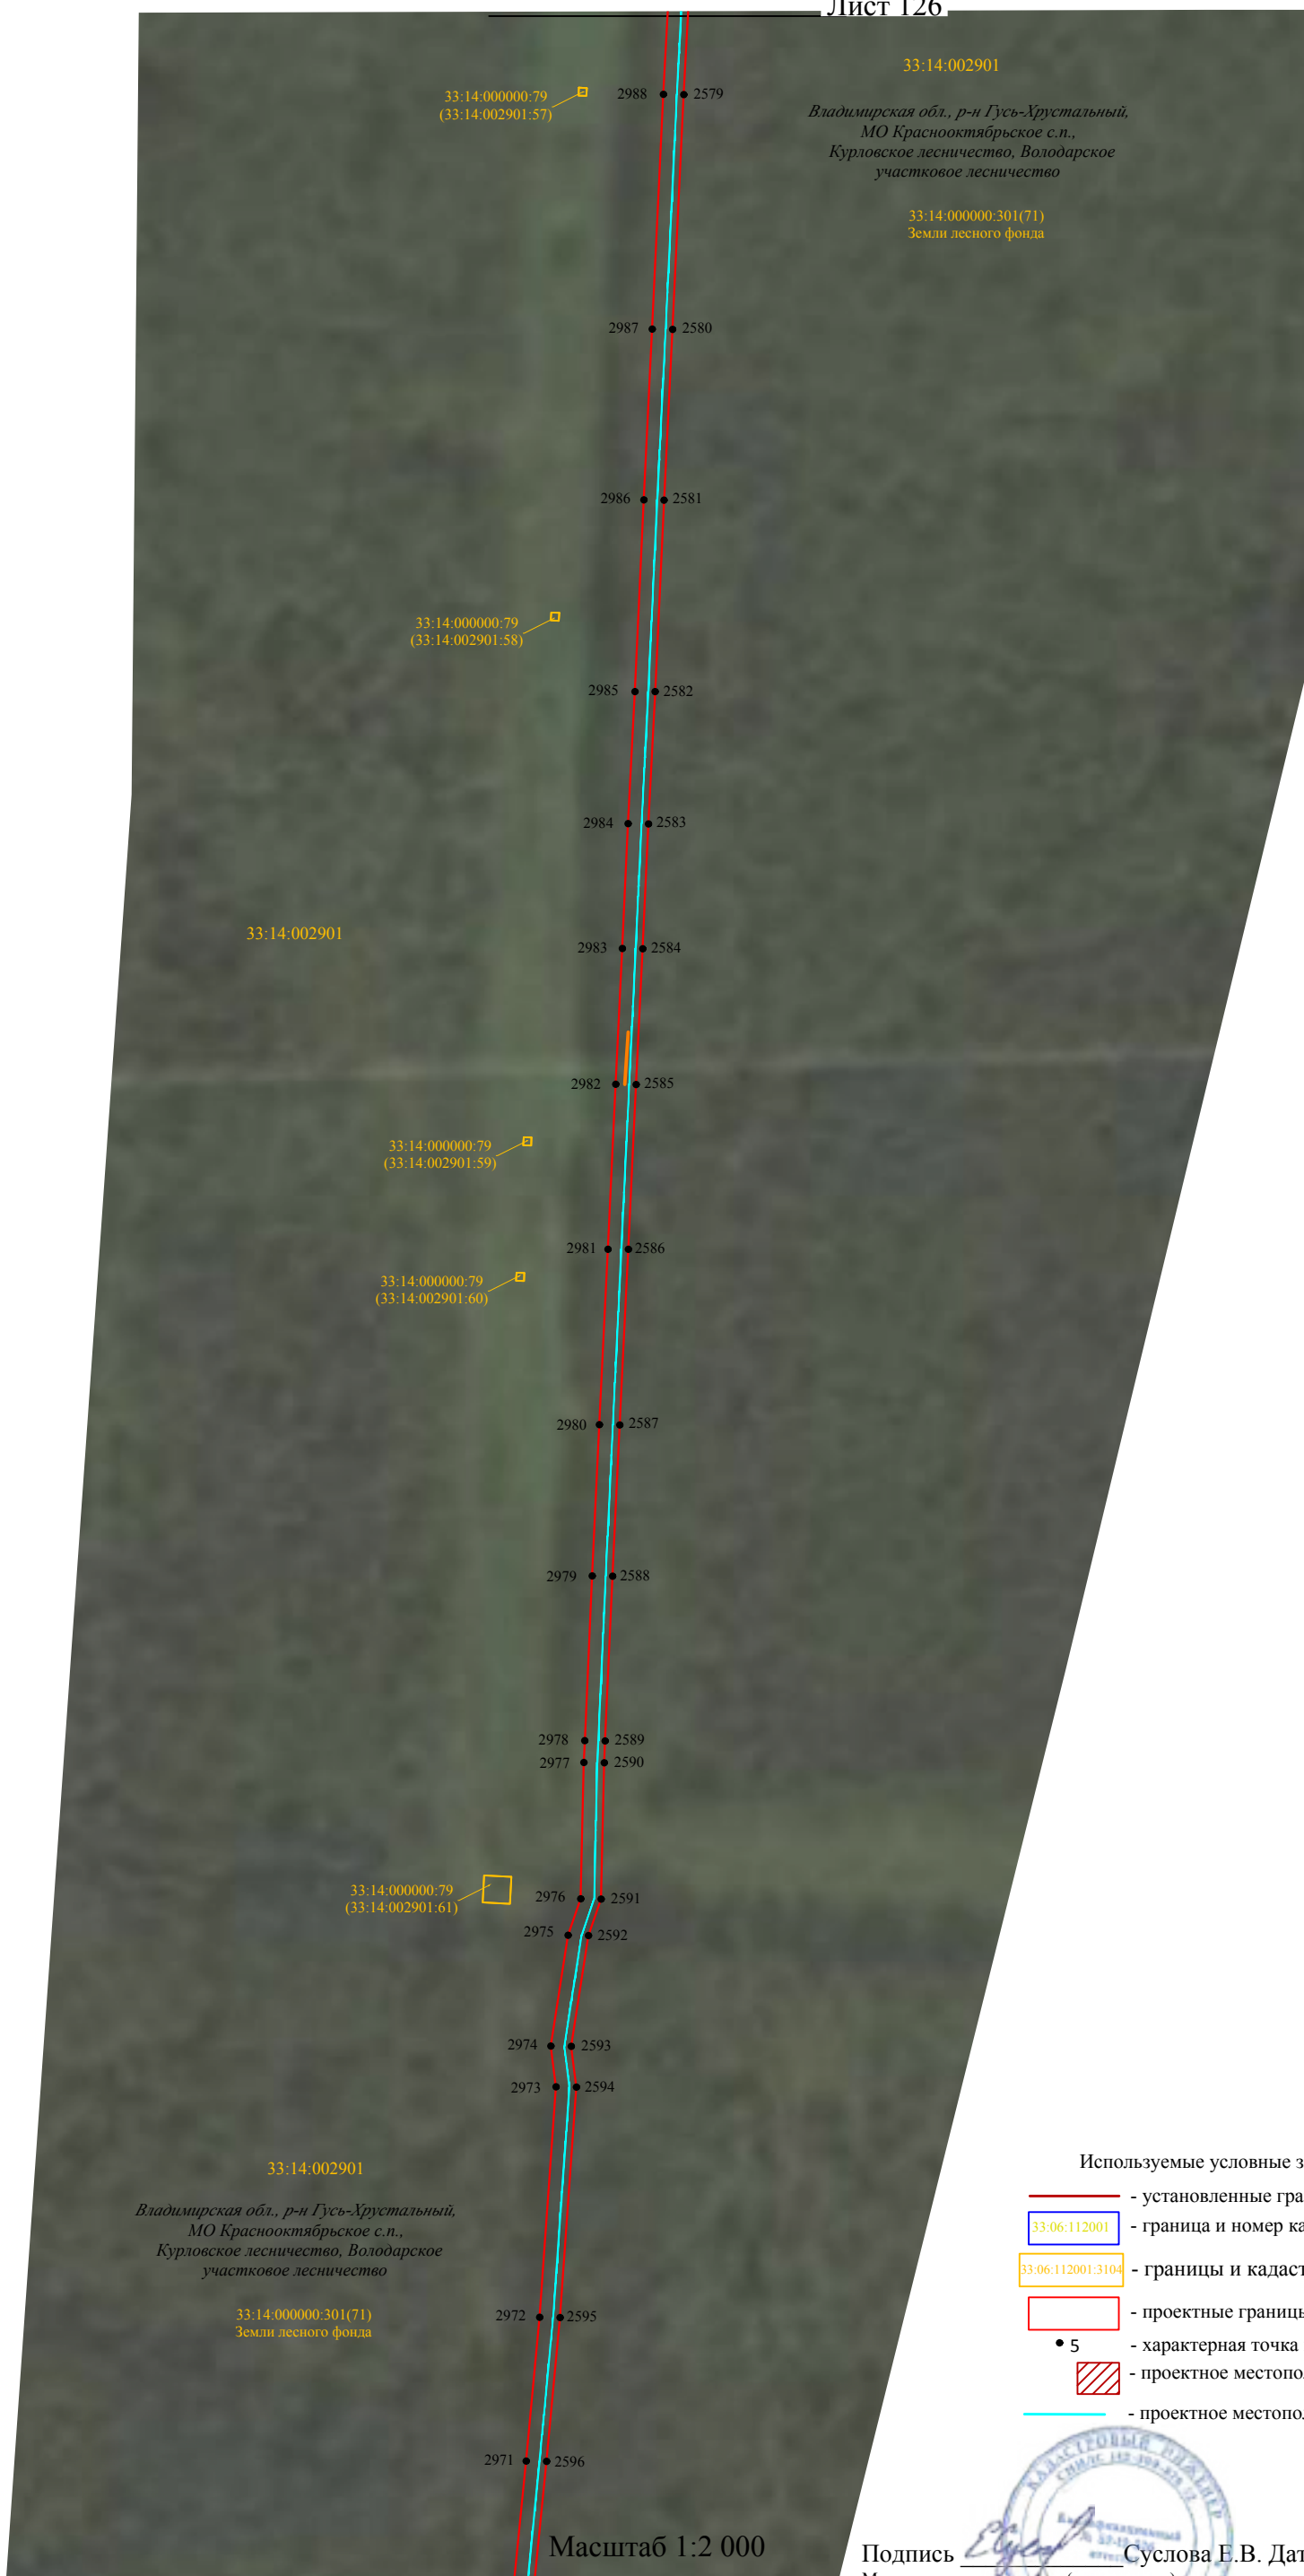 Лист 126
33:14:002901
33:14:000000:79
(33:14:002901:57)
2988
2579
Владимирская обл., р-н Гусь-Хрустальный,
МО Краснооктябрьское с.п.,
Курловское лесничество, Володарское
участковое лесничество
33:14:000000:301(71)
Земли лесного фонда
2987
2580
2986
2581
33:14:000000:79
(33:14:002901:58)
2985
2582
2984
2583
33:14:002901
2983
2584
2982
2585
33:14:000000:79
(33:14:002901:59)
2981
2586
33:14:000000:79
(33:14:002901:60)
2980
2587
2979
2588
2978
2589
2977
2590
33:14:000000:79
(33:14:002901:61)
2976
2591
2975
2592
2974
2593
2973
2594
33:14:002901
Владимирская обл., р-н Гусь-Хрустальный,
МО Краснооктябрьское с.п.,
Курловское лесничество, Володарское
участковое лесничество
33:14:000000:301(71)
Земли лесного фонда
2972
2595
2971
2596
Используемые условные з
- установленные гра
33:06:112001
- граница и номер ка
33:06:112001:3104
- границы и кадаст
- проектные границы
5
- характерная точка
- проектное местопол
- проектное местопол
КАДАСТРОВЫЙ ИНЖЕНЕР
Масштаб 1:2 000
Подпись
Суслова Е.В. Дат